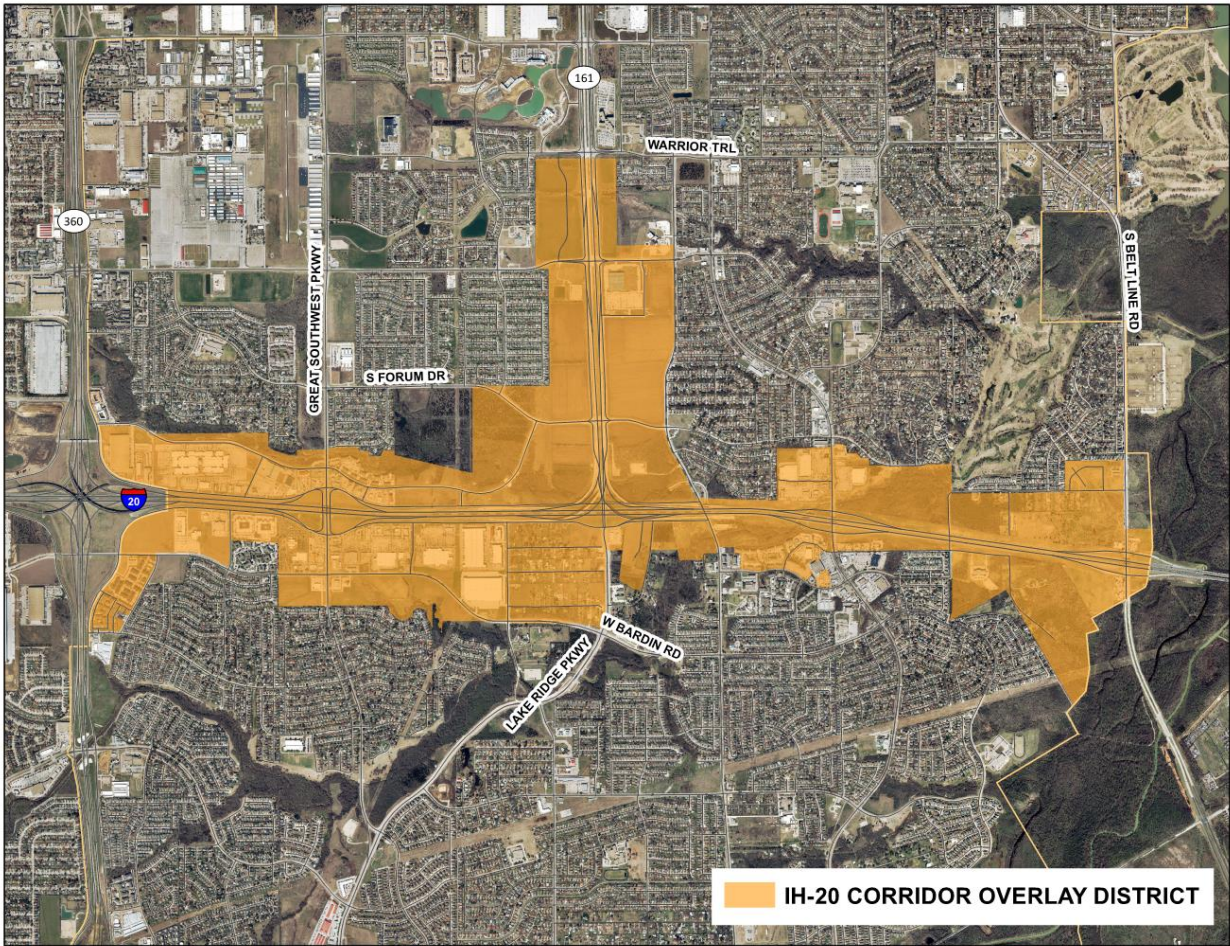 161
WARRIOR TRL
360
GREAT SOUTHWEST PKWY
S BELT LINE RD
S FORUM DR
20
W BARDIN RD
LAKE RIDGE PKWY
IH-20 CORRIDOR OVERLAY DISTRICT